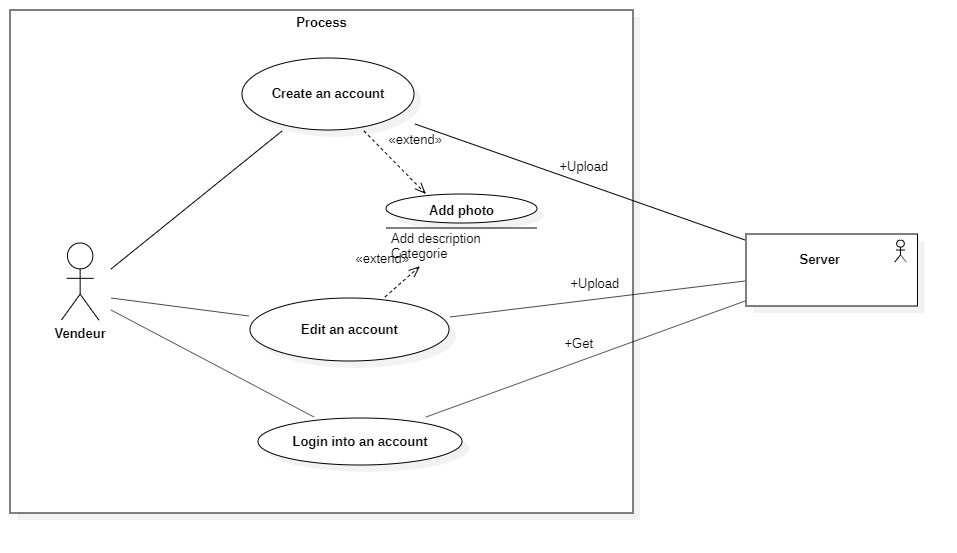 Process
Create an account
«extend»
+Upload
Add photo
Add description
Categorie
«extend»
Server
+Upload
Vendeur
Edit an account
+Get
Login into an account